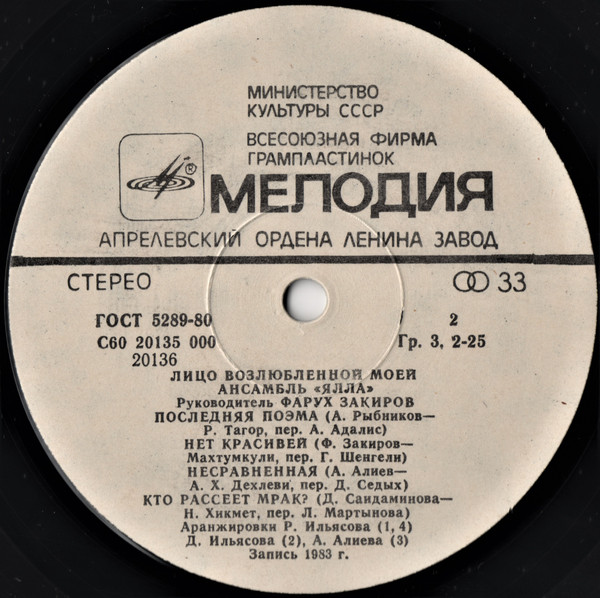 МИНИСТЕРСТВО
КУЛЬТУРЫ СССР
ВСЕСОЮЗНАЯ ФИРМА
ГРАМПЛАСТИНОК
®
МЕЛОДИЯ
АПРЕЛЕВСКИЙ ОРДЕНА ЛЕНИНА ЗАВОД
СТЕРЕО 33
ГОСТ 5289-80 2
С60 20135 000 Гр. 3, 2-25
20136
ЛИЦО ВОЗЛЮБЛЕННОЙ МОЕЙ
АНСАМБЛЬ «ЯЛЛА»
Руководитель ФАРУХ ЗАКИРОВ
ПОСЛЕДНЯЯ ПОЭМА (А. Рыбников—
Р. Тагор, пер. А. Адалис)
НЕТ КРАСИВЕЙ (Ф. Закиров—
Махтумкули, пер. Г. Шенгели)
НЕСРАВНЕННАЯ (А. Алиев—
А. Х. Дехлеви, пер. Д. Седых)
КТО РАССЕЕТ МРАК? (Д. Саидаминова—
Н. Хикмет, пер. Л. Мартынова)
Аранжировки Р. Ильясова (1, 4)
Д. Ильясова (2), А. Алиева (3)
Запись 1983 г.